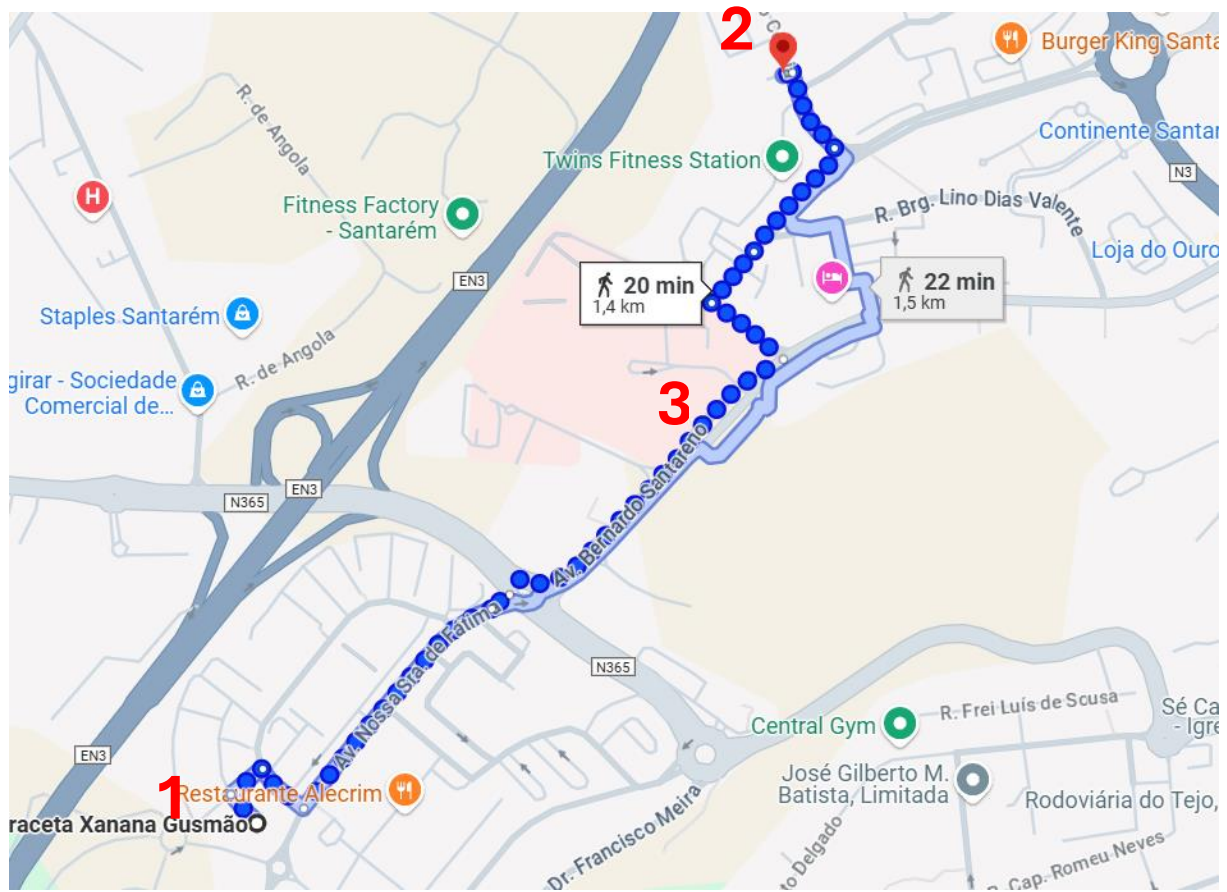 2
Burger King Santa
R. de Angola
Continente Santar
Twins Fitness Station
N3
H
Fitness Factory
- Santarém
R. Brg. Lino Dias Valente
Loja do Ouro
EN3
20 min
1,4 km
22 min
1,5 km
Staples Santarém
R. de Angola
girar - Sociedade
Comercial de...
3
Av. Bernardo Santareno
EN3
N365
Av. Nossa Sra. de Fátima
N365
R. Frei Luís de Sousa
Sé Ca
- Igre
Central Gym
EN3
1
Restaurante Alecrim
José Gilberto M.
Batista, Limitada
Rodoviária do Tejo,
raceta Xanana Gusmão
Dr. Francisco Meira
to Delgado
R. Cap. Romeu Neves